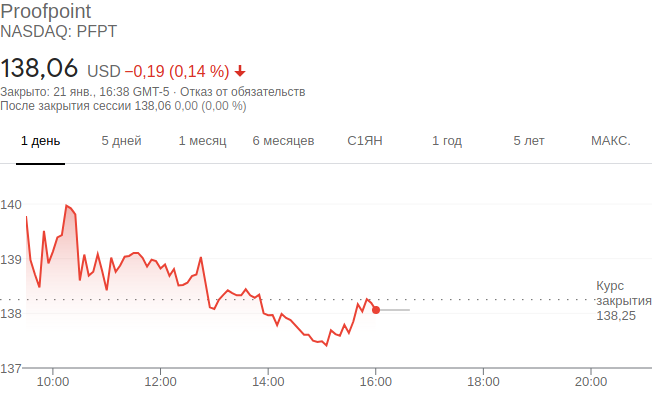 Proofpoint
NASDAQ: PFPT
138,06 USD −0,19 (0,14 %)
Закрыто: 21 янв., 16:38 GMT-5 · Отказ от обязательств
После закрытия сессии 138,06 0,00 (0,00 %)
1 день 5 дней 1 месяц 6 месяцев С1ЯН 1 год 5 лет МАКС.
140
139
138
137
Курс
закрытия
138,25
10:00 12:00 14:00 16:00 18:00 20:00